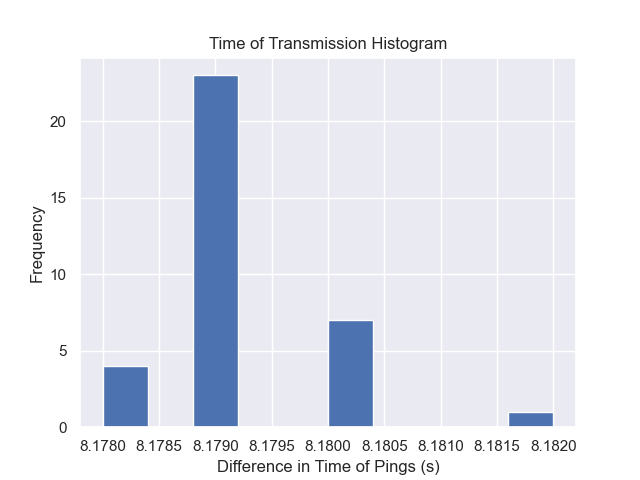 Time of Transmission Histogram
Frequency
20
15
10
5
0
8.1780 8.1785 8.1790 8.1795 8.1800 8.1805 8.1810 8.1815 8.1820
Difference in Time of Pings (s)